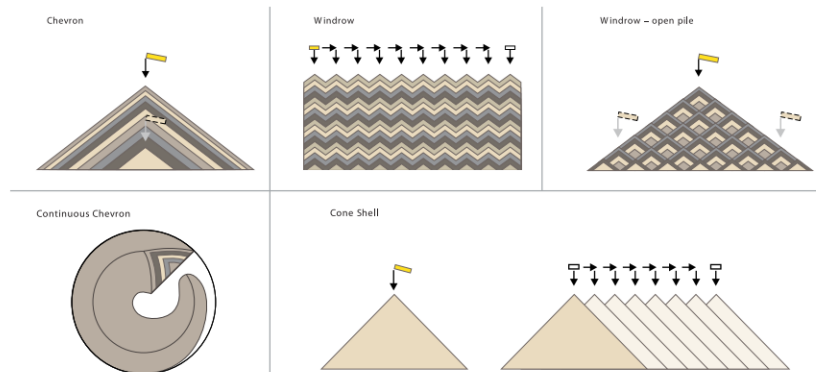 Chevron
Windrow
Windrow – open pile
Continuous Chevron
Cone Shell